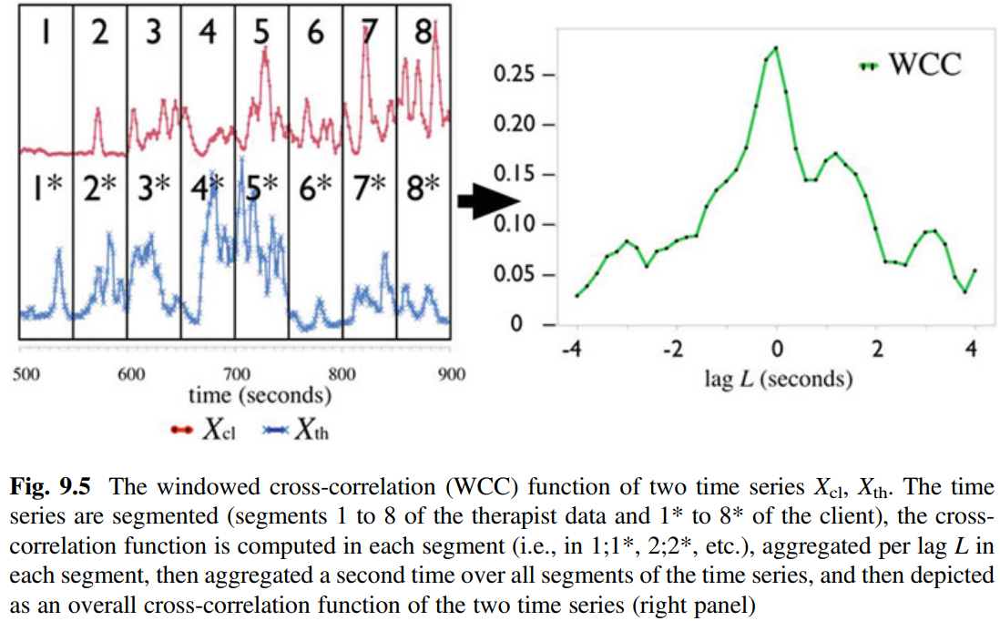 1 2 3 4 5 6 7 8
1* 2* 3* 4* 5* 6* 7* 8*
500 600 700 800 900
time (seconds)
Xcl Xth
WCC
0.25
0.20
0.15
0.10
0.05
0
-4 -2 0 2 4
lag L (seconds)
Fig. 9.5 The windowed cross-correlation (WCC) function of two time series Xcl, Xth. The time
series are segmented (segments 1 to 8 of the therapist data and 1* to 8* of the client), the cross-
correlation function is computed in each segment (i.e., in 1;1*, 2;2*, etc.), aggregated per lag L in
each segment, then aggregated a second time over all segments of the time series, and then depicted
as an overall cross-correlation function of the two time series (right panel)